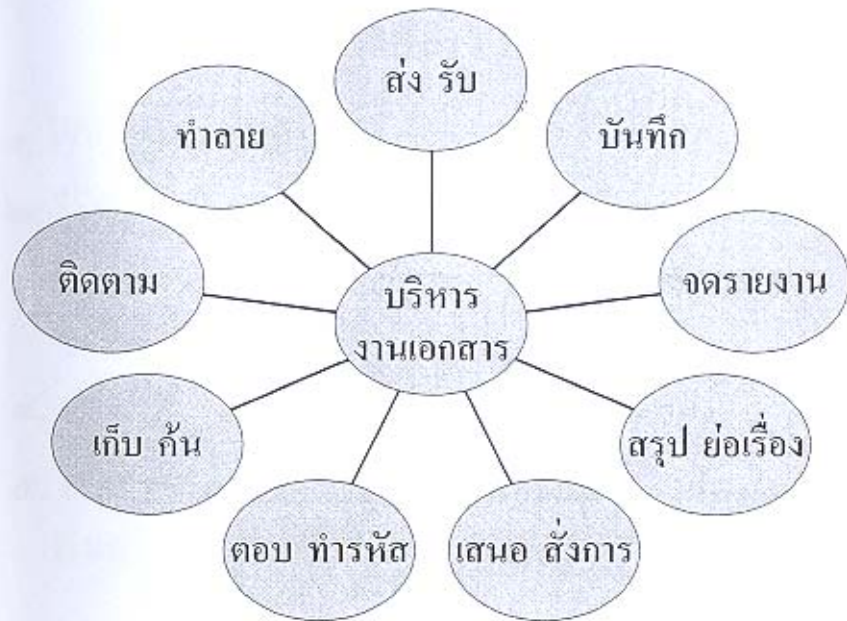 ส่ง รับ
บันทึก
จดรายงาน
สรุป ย่อเรื่อง
เสนอ สั่งการ
ตอบ ทำรหัส
เก็บ ค้น
ติดตาม
ทำลาย
บริหาร
งานเอกสาร